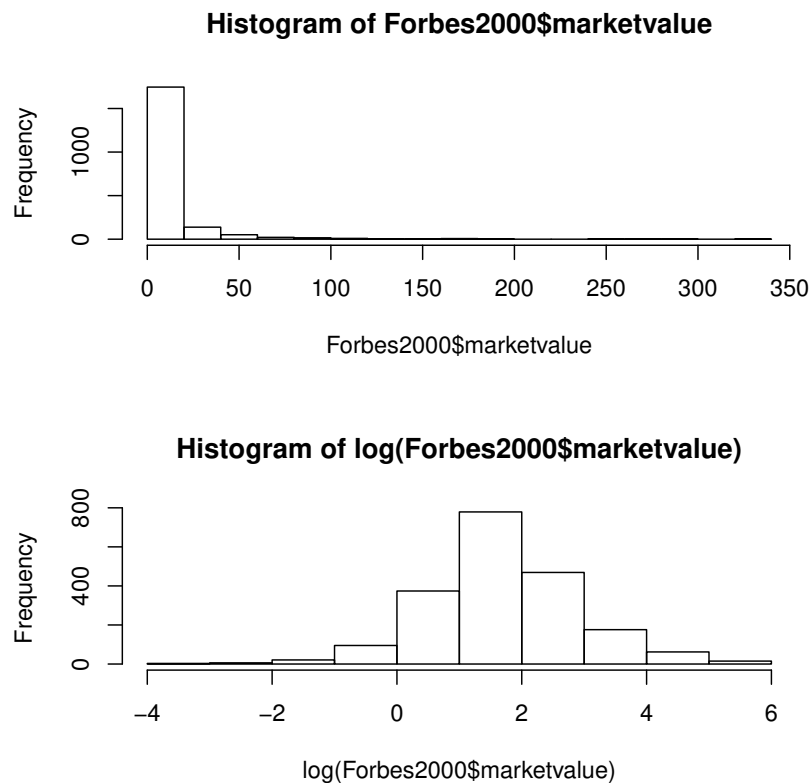 Histogram of Forbes2000$marketvalue
Frequency
1000
0
0 50 100 150 200 250 300 350
Forbes2000$marketvalue
Histogram of log(Forbes2000$marketvalue)
Frequency
800
400
0
−4 −2 0 2 4 6
log(Forbes2000$marketvalue)